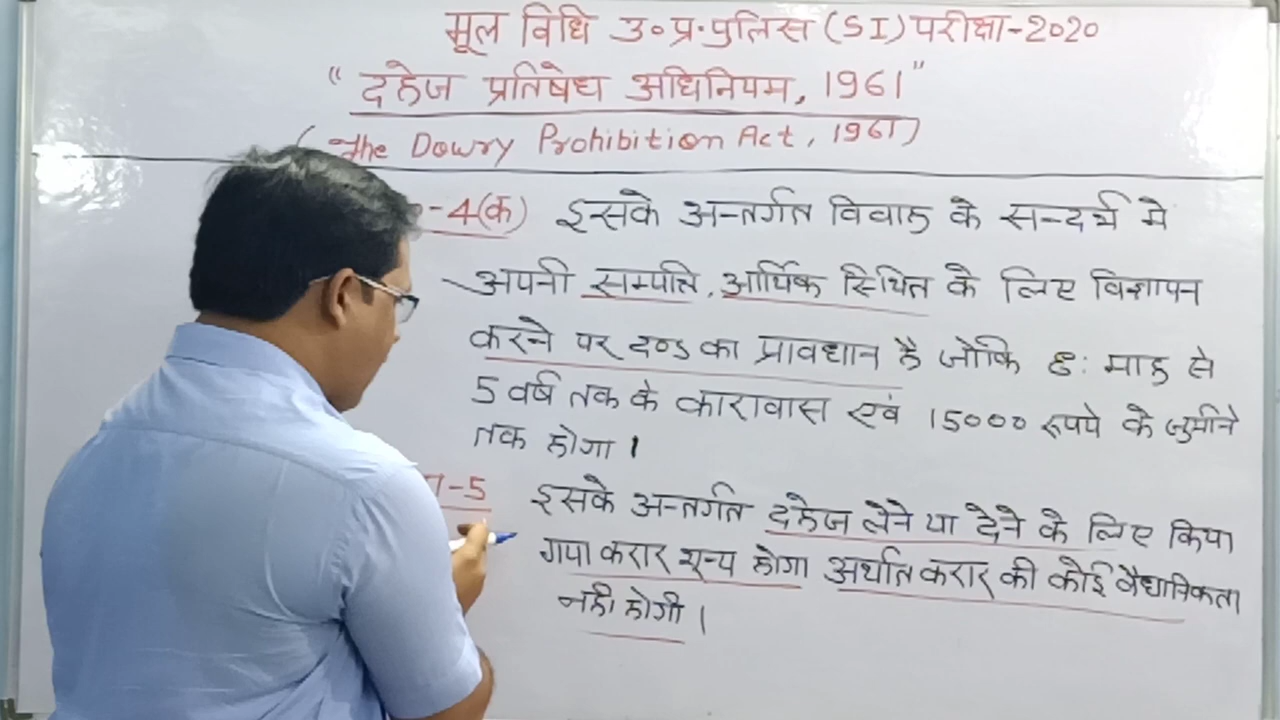 मूल विधि उ०प्र०पुलिस (SI) परीक्षा-2020
"दहेज प्रतिषेध अधिनियम, 1961"
(The Dowry Prohibition Act, 1961)
-4(क) इसके अन्तर्गत विवाह के सन्दर्भ मे
अपनी सम्पत्ति, आर्थिक स्थिति के लिए विज्ञापन
करने पर दण्ड का प्रावधान है जोकि छः माह से
5 वर्ष तक के कारावास एवं 15000 रूपये के जुर्माने
तक होगा।
-5 इसके अन्तर्गत दहेज लेने या देने के लिए किया
गया करार शून्य होगा अर्थात करार की कोई वैधानिकता
नही होगी।